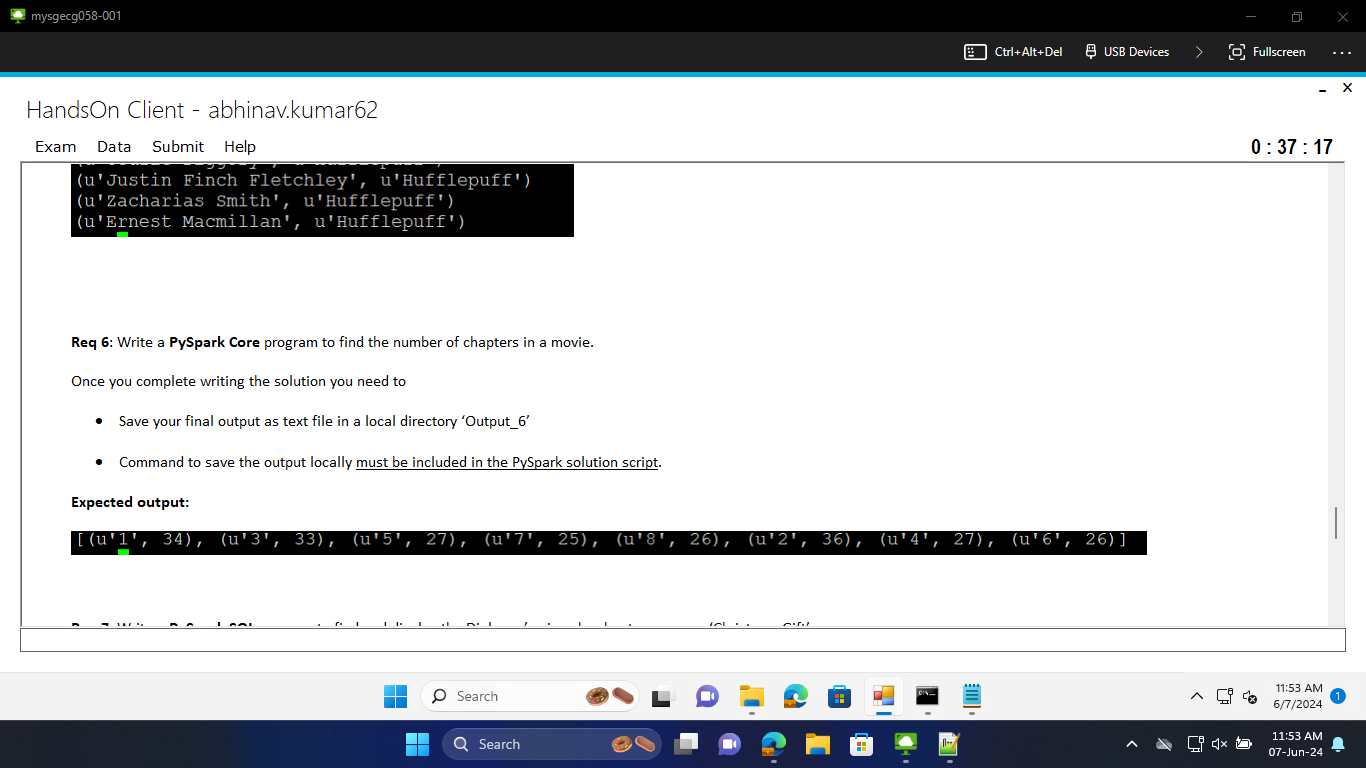 mysgecg058-001
Ctrl+Alt+Del USB Devices Fullscreen
HandsOn Client - abhinav.kumar62
Exam Data Submit Help 0 : 37 : 17
(u'Justin Finch Fletchley', u'Hufflepuff')
(u'Zacharias Smith', u'Hufflepuff')
(u'Ernest Macmillan', u'Hufflepuff')
Req 6: Write a PySpark Core program to find the number of chapters in a movie.
Once you complete writing the solution you need to
• Save your final output as text file in a local directory ‘Output_6’
• Command to save the output locally must be included in the PySpark solution script.
Expected output:
[(u'1', 34), (u'3', 33), (u'5', 27), (u'7', 25), (u'8', 26), (u'2', 36), (u'4', 27), (u'6', 26)]
Search 11:53 AM
6/7/2024 1
Search 11:53 AM
07-Jun-24